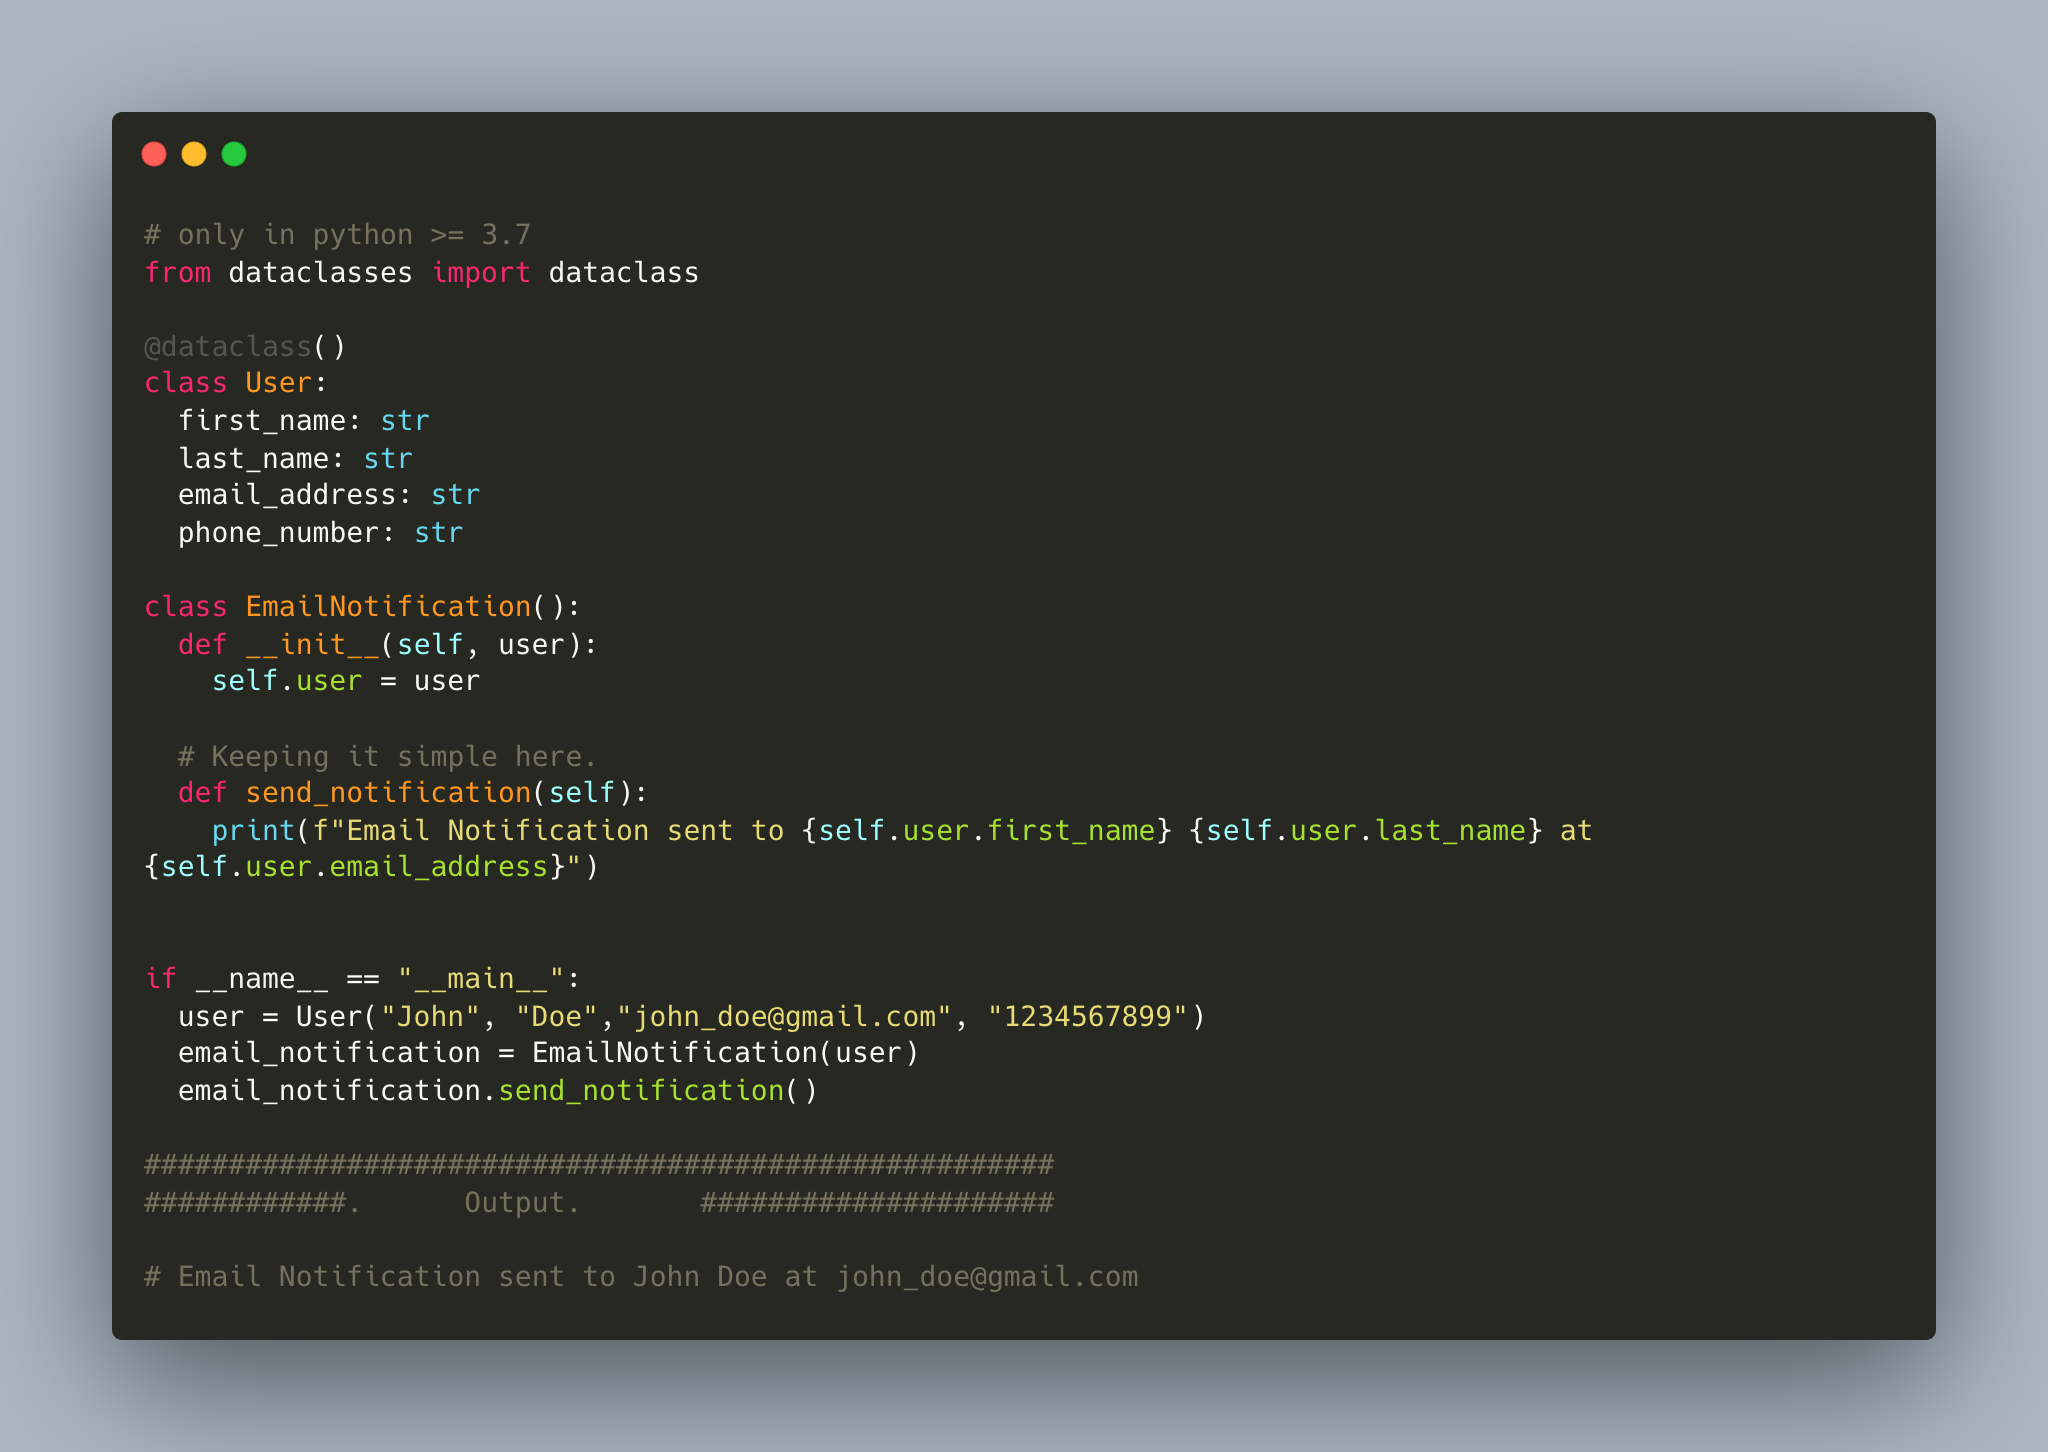 # only in python >= 3.7
from dataclasses import dataclass

@dataclass()
class User:
  first_name: str
  last_name: str
  email_address: str
  phone_number: str

class EmailNotification():
  def __init__(self, user):
    self.user = user

  # Keeping it simple here.
  def send_notification(self):
    print(f"Email Notification sent to {self.user.first_name} {self.user.last_name} at
{self.user.email_address}")


if __name__ == "__main__":
  user = User("John", "Doe","john_doe@gmail.com", "1234567899")
  email_notification = EmailNotification(user)
  email_notification.send_notification()

######################################################
############.      Output.       #####################

# Email Notification sent to John Doe at john_doe@gmail.com